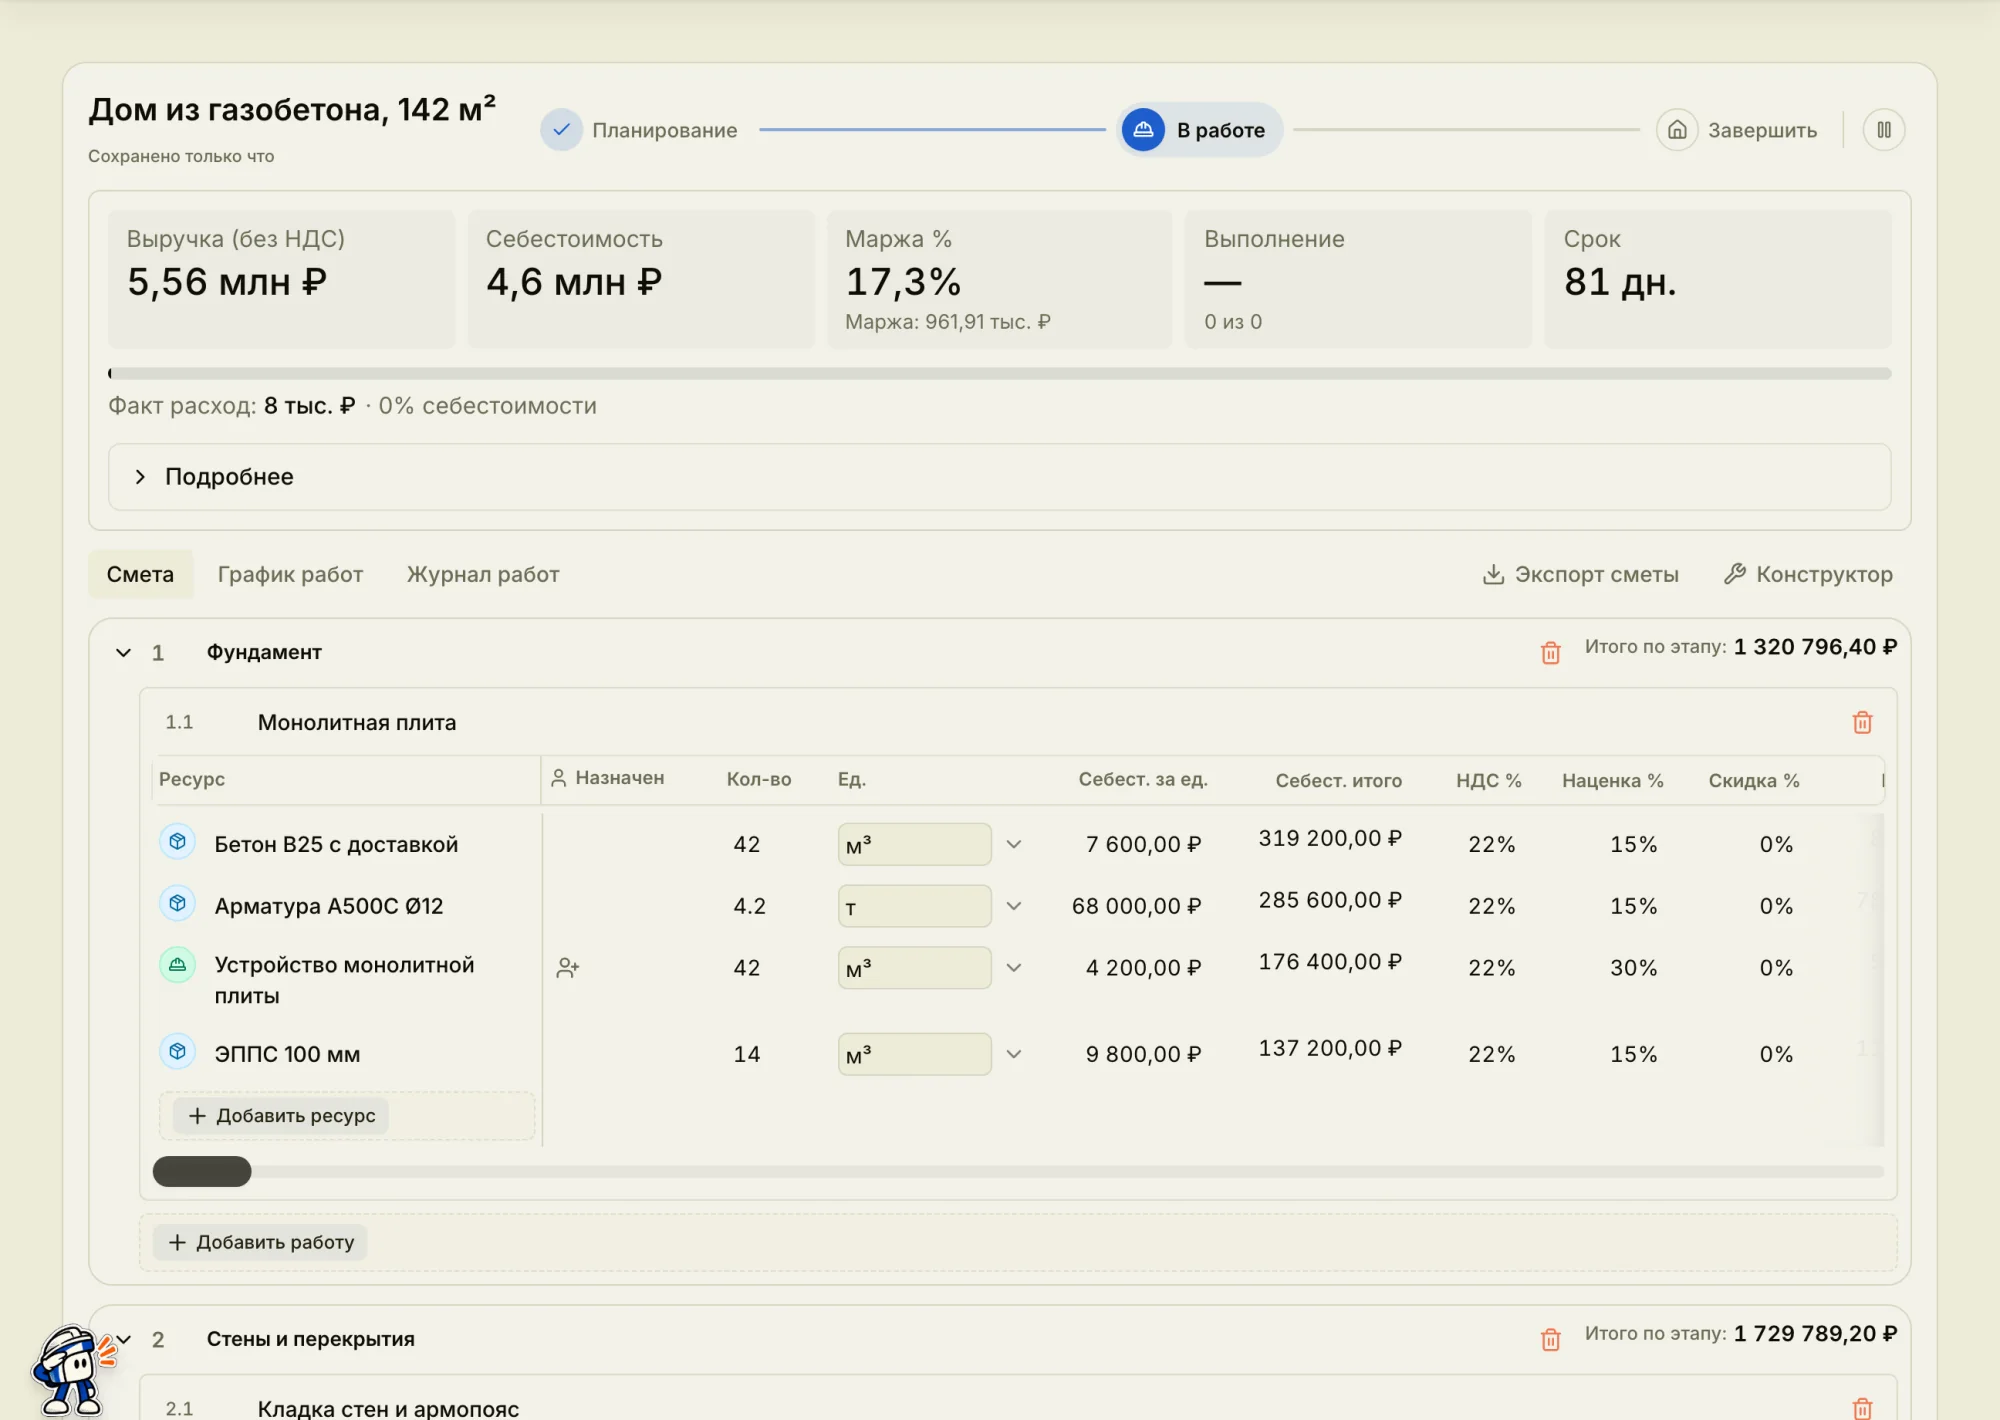 Дом из газобетона, 142 м²
Сохранено только что
Планирование
В работе
Завершить
Выручка (без НДС)
5,56 млн ₽
Себестоимость
4,6 млн ₽
Маржа %
17,3%
Маржа: 961,91 тыс. ₽
Выполнение
—
0 из 0
Срок
81 дн.
Факт расход: 8 тыс. ₽ · 0% себестоимости
Подробнее
Смета График работ Журнал работ Экспорт сметы Конструктор
1 Фундамент Итого по этапу: 1 320 796,40 ₽
1.1 Монолитная плита
Ресурс Назначен Кол-во Ед. Себест. за ед. Себест. итого НДС % Наценка % Скидка %
Бетон B25 с доставкой 42 м³ 7 600,00 ₽ 319 200,00 ₽ 22% 15% 0%
Арматура А500С Ø12 4.2 т 68 000,00 ₽ 285 600,00 ₽ 22% 15% 0%
Устройство монолитной
плиты 42 м³ 4 200,00 ₽ 176 400,00 ₽ 22% 30% 0%
ЭППС 100 мм 14 м³ 9 800,00 ₽ 137 200,00 ₽ 22% 15% 0%
+ Добавить ресурс
+ Добавить работу
2 Стены и перекрытия Итого по этапу: 1 729 789,20 ₽
2.1 Кладка стен и армопояс